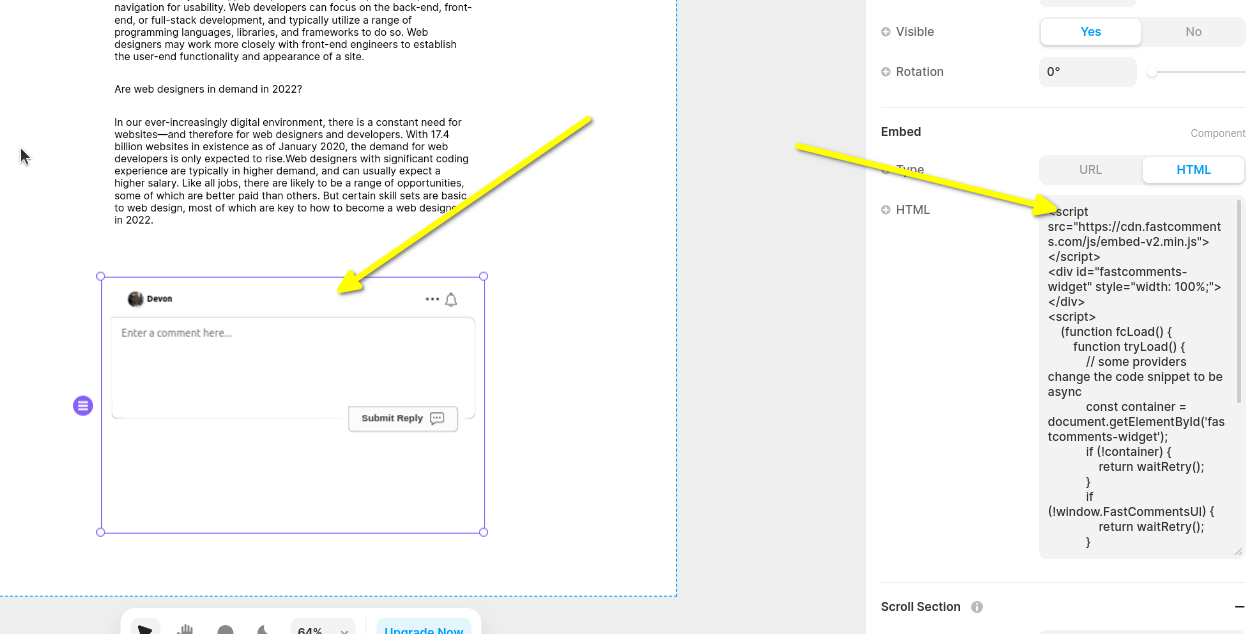 navigation for usability. Web developers can focus on the back-end, front-
end, or full-stack development, and typically utilize a range of
programming languages, libraries, and frameworks to do so. Web
designers may work more closely with front-end engineers to establish
the user-end functionality and appearance of a site.
Are web designers in demand in 2022?
In our ever-increasingly digital environment, there is a constant need for
websites—and therefore for web designers and developers. With 17.4
billion websites in existence as of January 2020, the demand for web
developers is only expected to rise.Web designers with significant coding
experience are typically in higher demand, and can usually expect a
higher salary. Like all jobs, there are likely to be a range of opportunities,
some of which are better paid than others. But certain skill sets are basic
to web design, most of which are key to how to become a web designer
in 2022.
Devon
Enter a comment here...
Submit Reply
64%
Upgrade Now
Visible
Yes
No
Rotation
0°
Embed
Component
Type
URL
HTML
HTML
<script
src="https://cdn.fastcomment
s.com/js/embed-v2.min.js">
</script>
<div id="fastcomments-
widget" style="width: 100%;">
</div>
<script>
(function fcLoad() {
function tryLoad() {
// some providers
change the code snippet to be
async
const container =
document.getElementById('fas
tcomments-widget');
if (!container) {
return waitRetry();
}
if
(!window.FastCommentsUI) {
return waitRetry();
}
Scroll Section